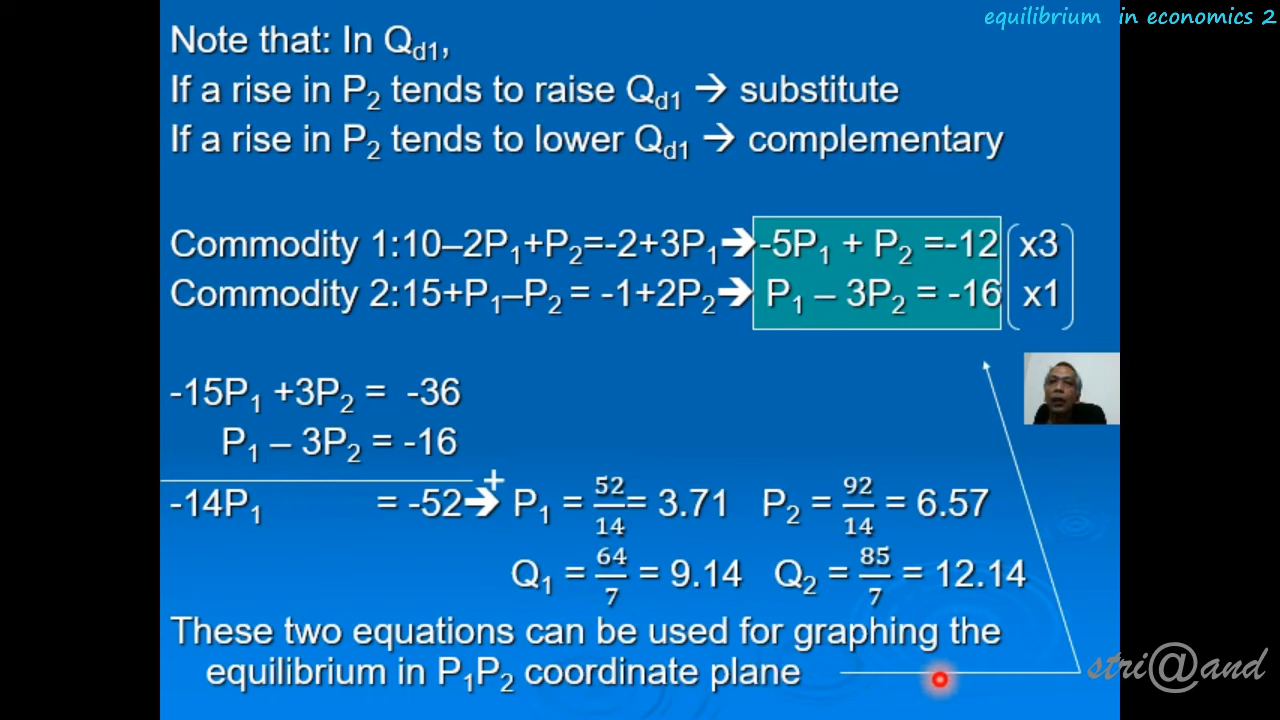 equilibrium in economics 2
Note that: In Qd1,
If a rise in P2 tends to raise Qd1 → substitute
If a rise in P2 tends to lower Qd1 → complementary
Commodity 1:10–2P1+P2=-2+3P1➔-5P1 + P2 =-12 x3
Commodity 2:15+P1–P2 = -1+2P2➔ P1 – 3P2 = -16 x1
-15P1 +3P2 = -36
P1 – 3P2 = -16
+
-14P1 = -52➔ P1 = 52/14 = 3.71 P2 = 92/14 = 6.57
Q1 = 64/7 = 9.14 Q2 = 85/7 = 12.14
These two equations can be used for graphing the
equilibrium in P1P2 coordinate plane
stri@and